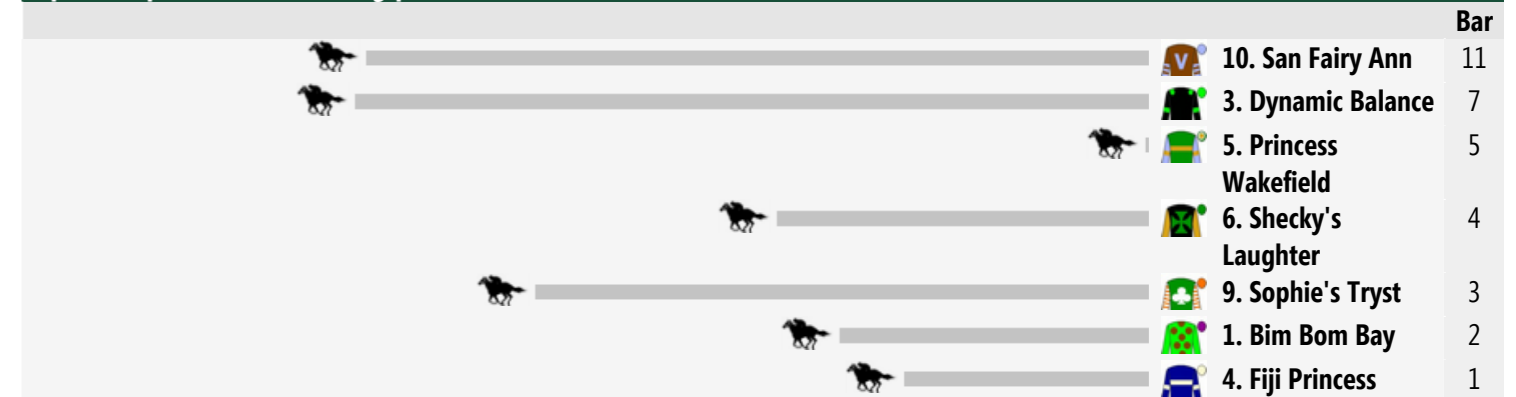 Bar
10. San Fairy Ann 11
3. Dynamic Balance 7
5. Princess 5
Wakefield
6. Shecky's 4
Laughter
9. Sophie's Tryst 3
1. Bim Bom Bay 2
4. Fiji Princess 1